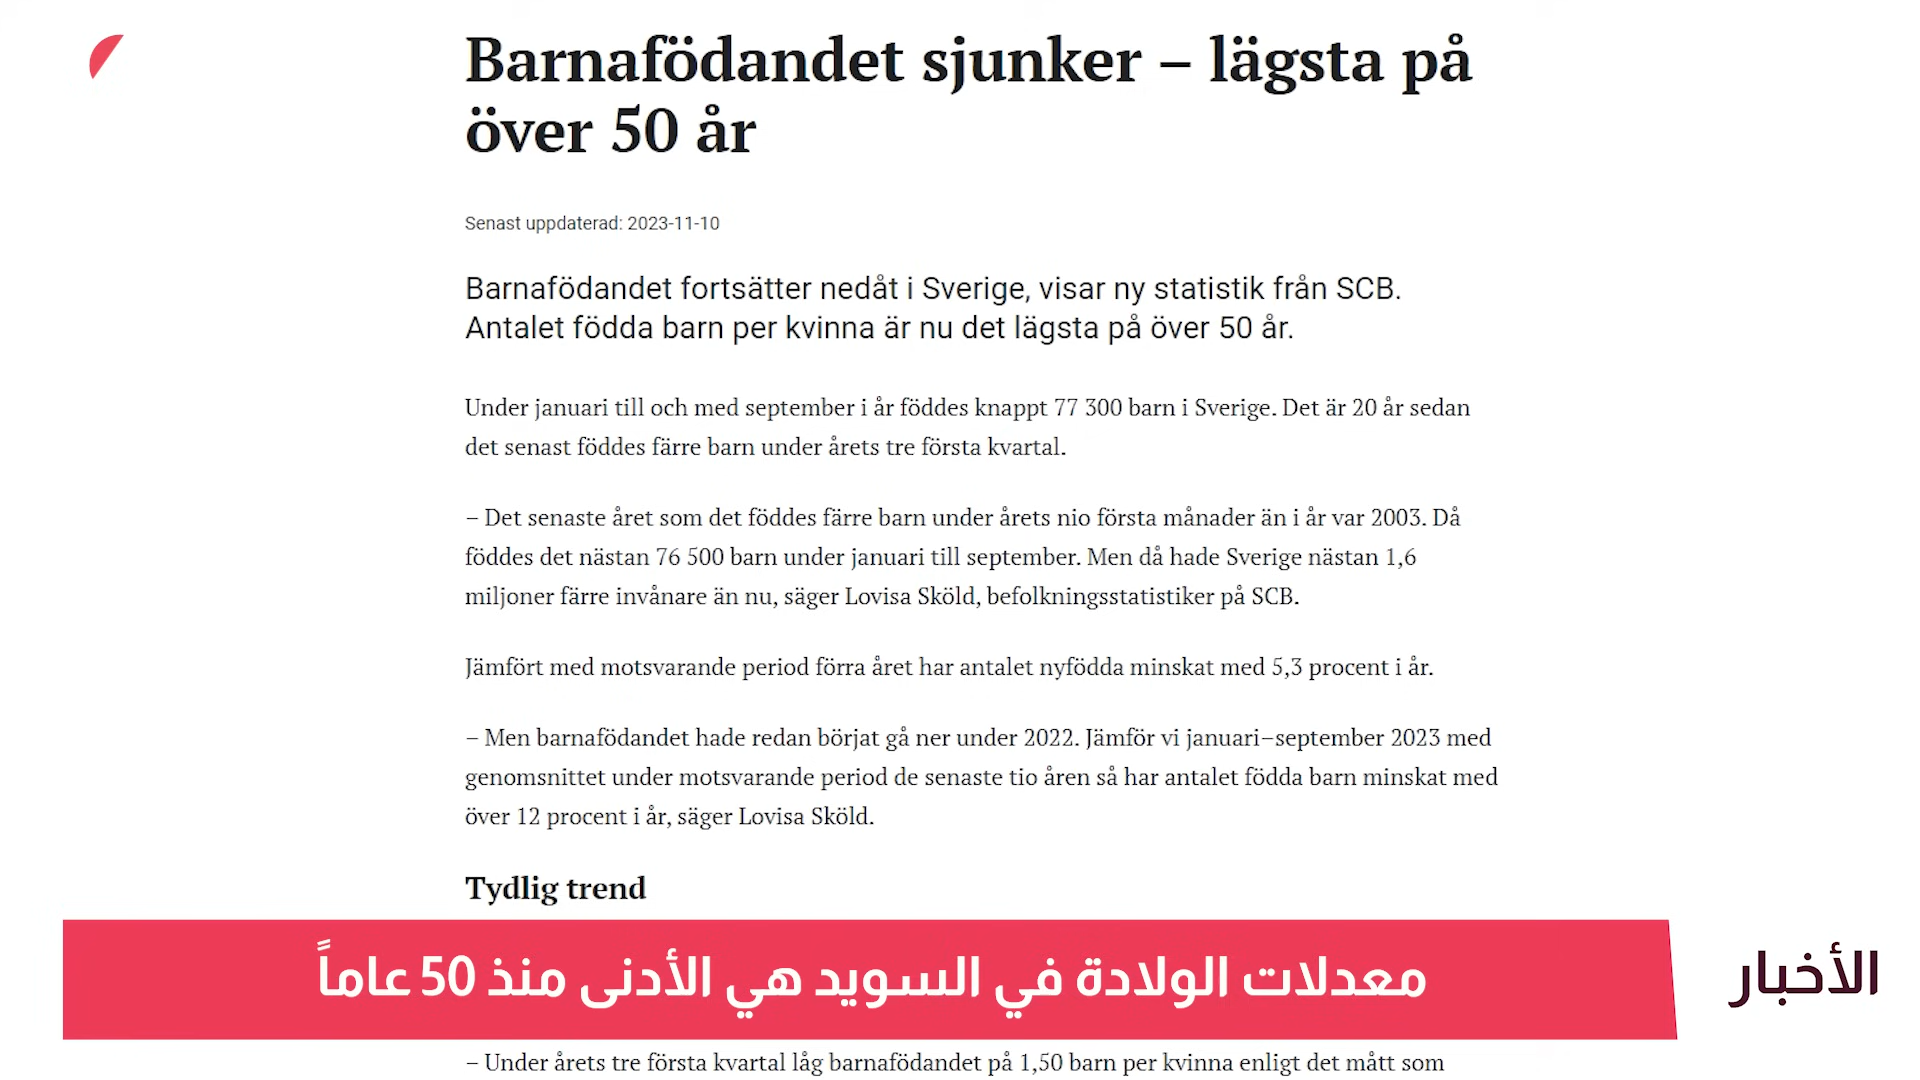 Barnafödandet sjunker – lägsta på
över 50 år
Senast uppdaterad: 2023-11-10
Barnafödandet fortsätter nedåt i Sverige, visar ny statistik från SCB.
Antalet födda barn per kvinna är nu det lägsta på över 50 år.
Under januari till och med september i år föddes knappt 77 300 barn i Sverige. Det är 20 år sedan
det senast föddes färre barn under årets tre första kvartal.
– Det senaste året som det föddes färre barn under årets nio första månader än i år var 2003. Då
föddes det nästan 76 500 barn under januari till september. Men då hade Sverige nästan 1,6
miljoner färre invånare än nu, säger Lovisa Sköld, befolkningsstatistiker på SCB.
Jämfört med motsvarande period förra året har antalet nyfödda minskat med 5,3 procent i år.
– Men barnafödandet hade redan börjat gå ner under 2022. Jämför vi januari–september 2023 med
genomsnittet under motsvarande period de senaste tio åren så har antalet födda barn minskat med
över 12 procent i år, säger Lovisa Sköld.
Tydlig trend
معدلات الولادة في السويد هي الأدنى منذ 50 عاماً
الأخبار
– Under årets tre första kvartal låg barnafödandet på 1,50 barn per kvinna enligt det mått som